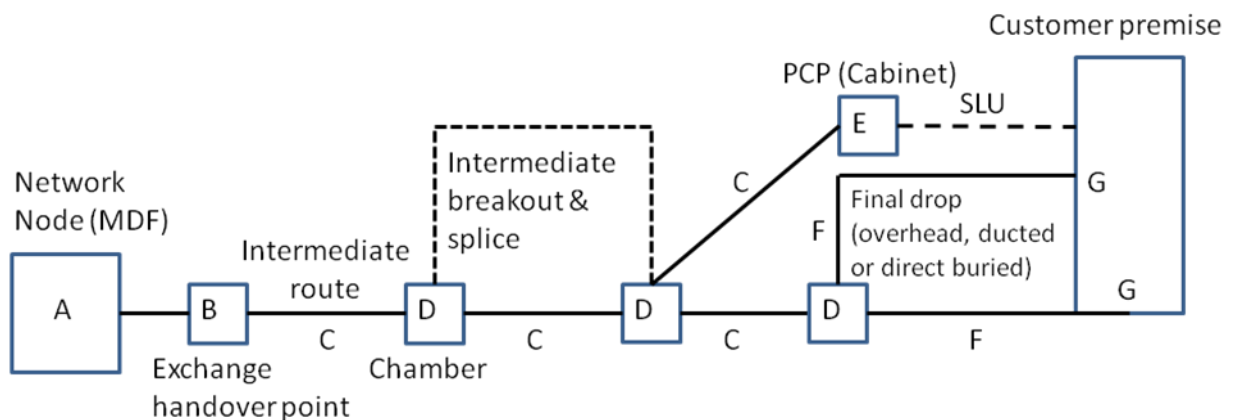 Customer premise
PCP (Cabinet)
SLU
E
Intermediate
breakout &
splice
C
Network
Node (MDF)
G
Final drop
(overhead, ducted
or direct buried)
F
Intermediate
route
G
A
B
D
D
D
C
C
C
F
Exchange
handover point
Chamber